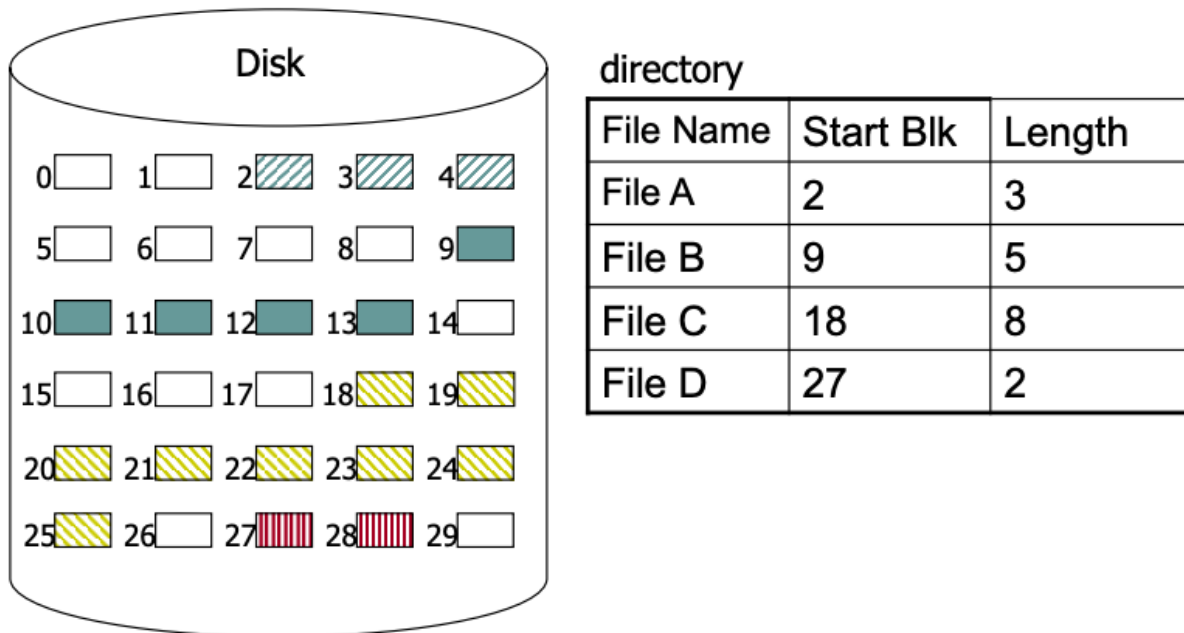 Disk
0 1 2 3 4
5 6 7 8 9
10 11 12 13 14
15 16 17 18 19
20 21 22 23 24
25 26 27 28 29
directory
File Name Start Blk Length
File A 2 3
File B 9 5
File C 18 8
File D 27 2